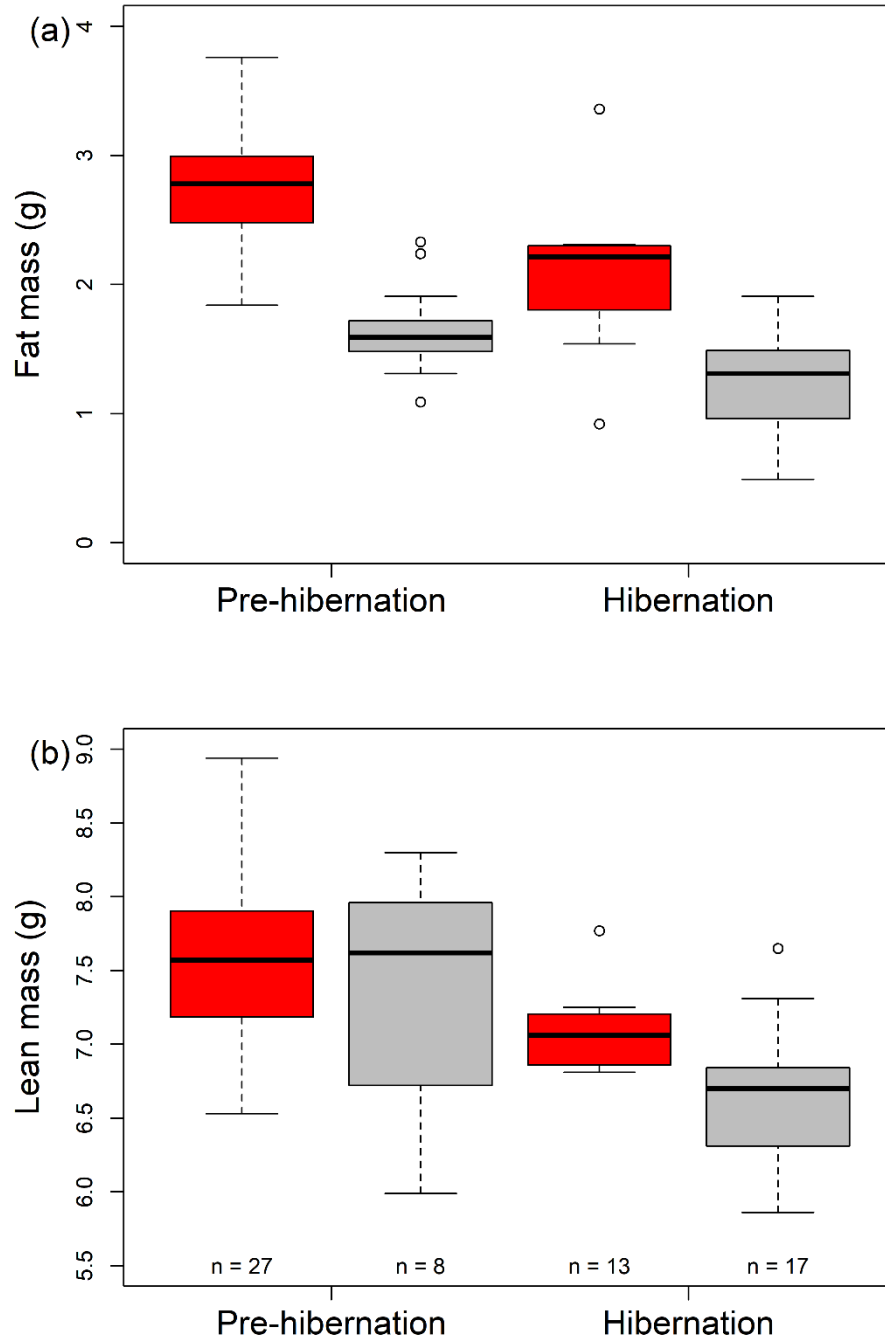 (a)
Fat mass (g)
4
3
2
1
0
Pre-hibernation Hibernation
(b)
Lean mass (g)
9.0
8.5
8.0
7.5
7.0
6.5
6.0
5.5
n = 27 n = 8 n = 13 n = 17
Pre-hibernation Hibernation